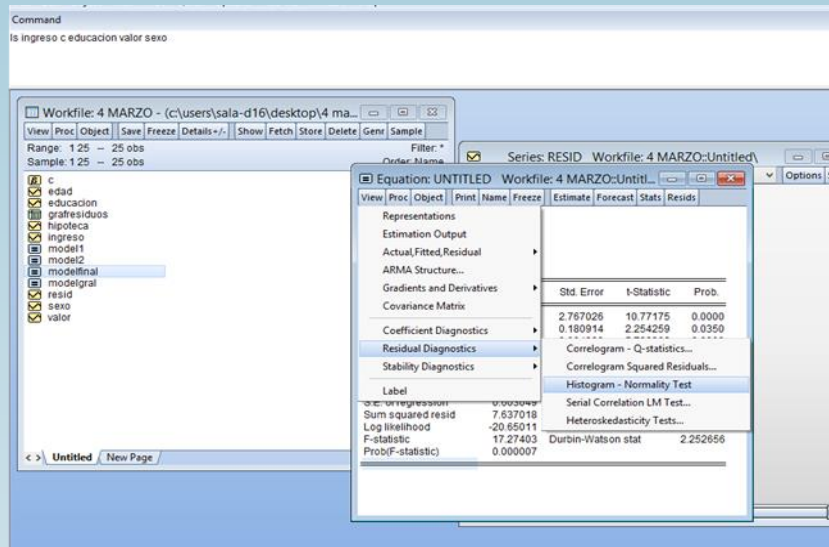 Command
ls ingreso c educacion valor sexo
Workfile: 4 MARZO - (c:\users\sala-d16\desktop\4 ma...
View Proc Object Save Freeze Details+/- Show Fetch Store Delete Genr Sample
Range: 1 25 -- 25 obs Filter: *
Sample: 1 25 -- 25 obs Order: Name
c
edad
educacion
grafresiduos
hipoteca
ingreso
model1
model2
modelfinal
modelgral
resid
sexo
valor
Untitled New Page
Series: RESID Workfile: 4 MARZO::Untitled\
Options
Equation: UNTITLED Workfile: 4 MARZO::Untitl...
View Proc Object Print Name Freeze Estimate Forecast Stats Resids
Representations
Estimation Output
Actual,Fitted,Residual
ARMA Structure...
Gradients and Derivatives
Covariance Matrix
Coefficient Diagnostics
Residual Diagnostics
Stability Diagnostics
Label
Std. Error t-Statistic Prob.
2.767026 10.77175 0.0000
0.180914 2.254259 0.0350
Correlogram - Q-statistics...
Correlogram Squared Residuals...
Histogram - Normality Test
Serial Correlation LM Test...
Heteroskedasticity Tests...
S.E. of regression 0.603049
Sum squared resid 7.637018
Log likelihood -20.65011
F-statistic 17.27403 Durbin-Watson stat 2.252656
Prob(F-statistic) 0.000007